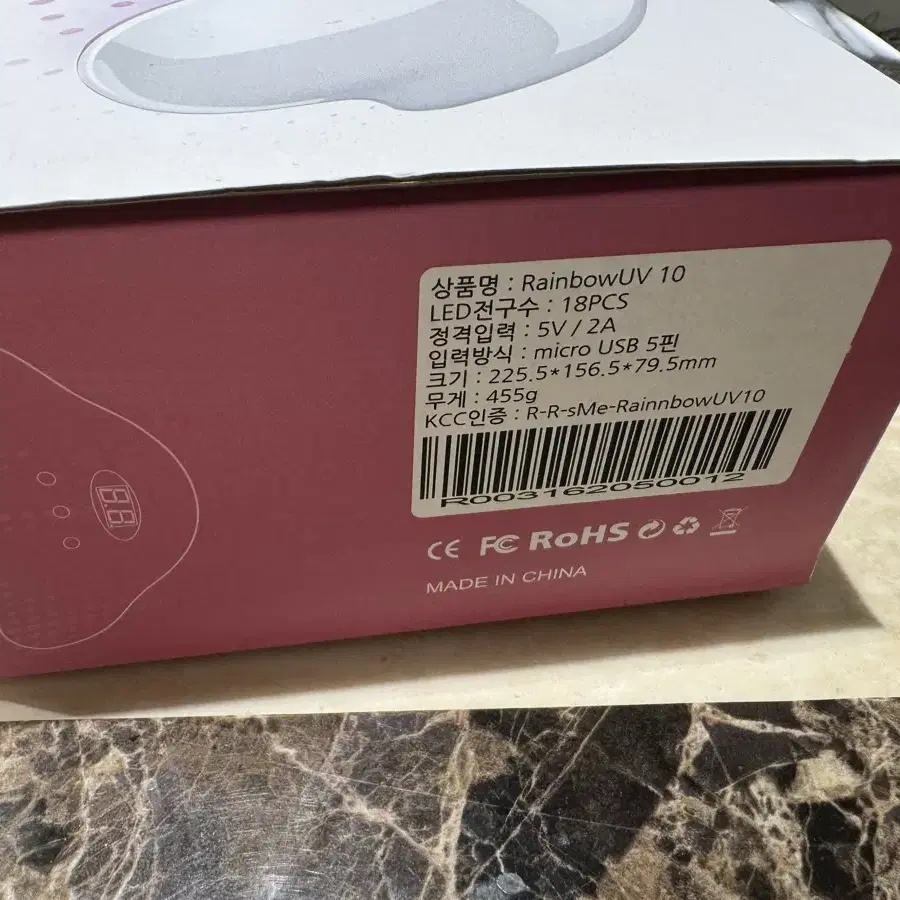 상품명 : RainbowUV 10
LED전구수 : 18PCS
정격입력 : 5V / 2A
입력방식 : micro USB 5핀
크기 : 225.5*156.5*79.5mm
무게 : 455g
KCC인증 : R-R-sMe-RainnbowUV10
R003162050012
CE FC RoHS
MADE IN CHINA
8.8.